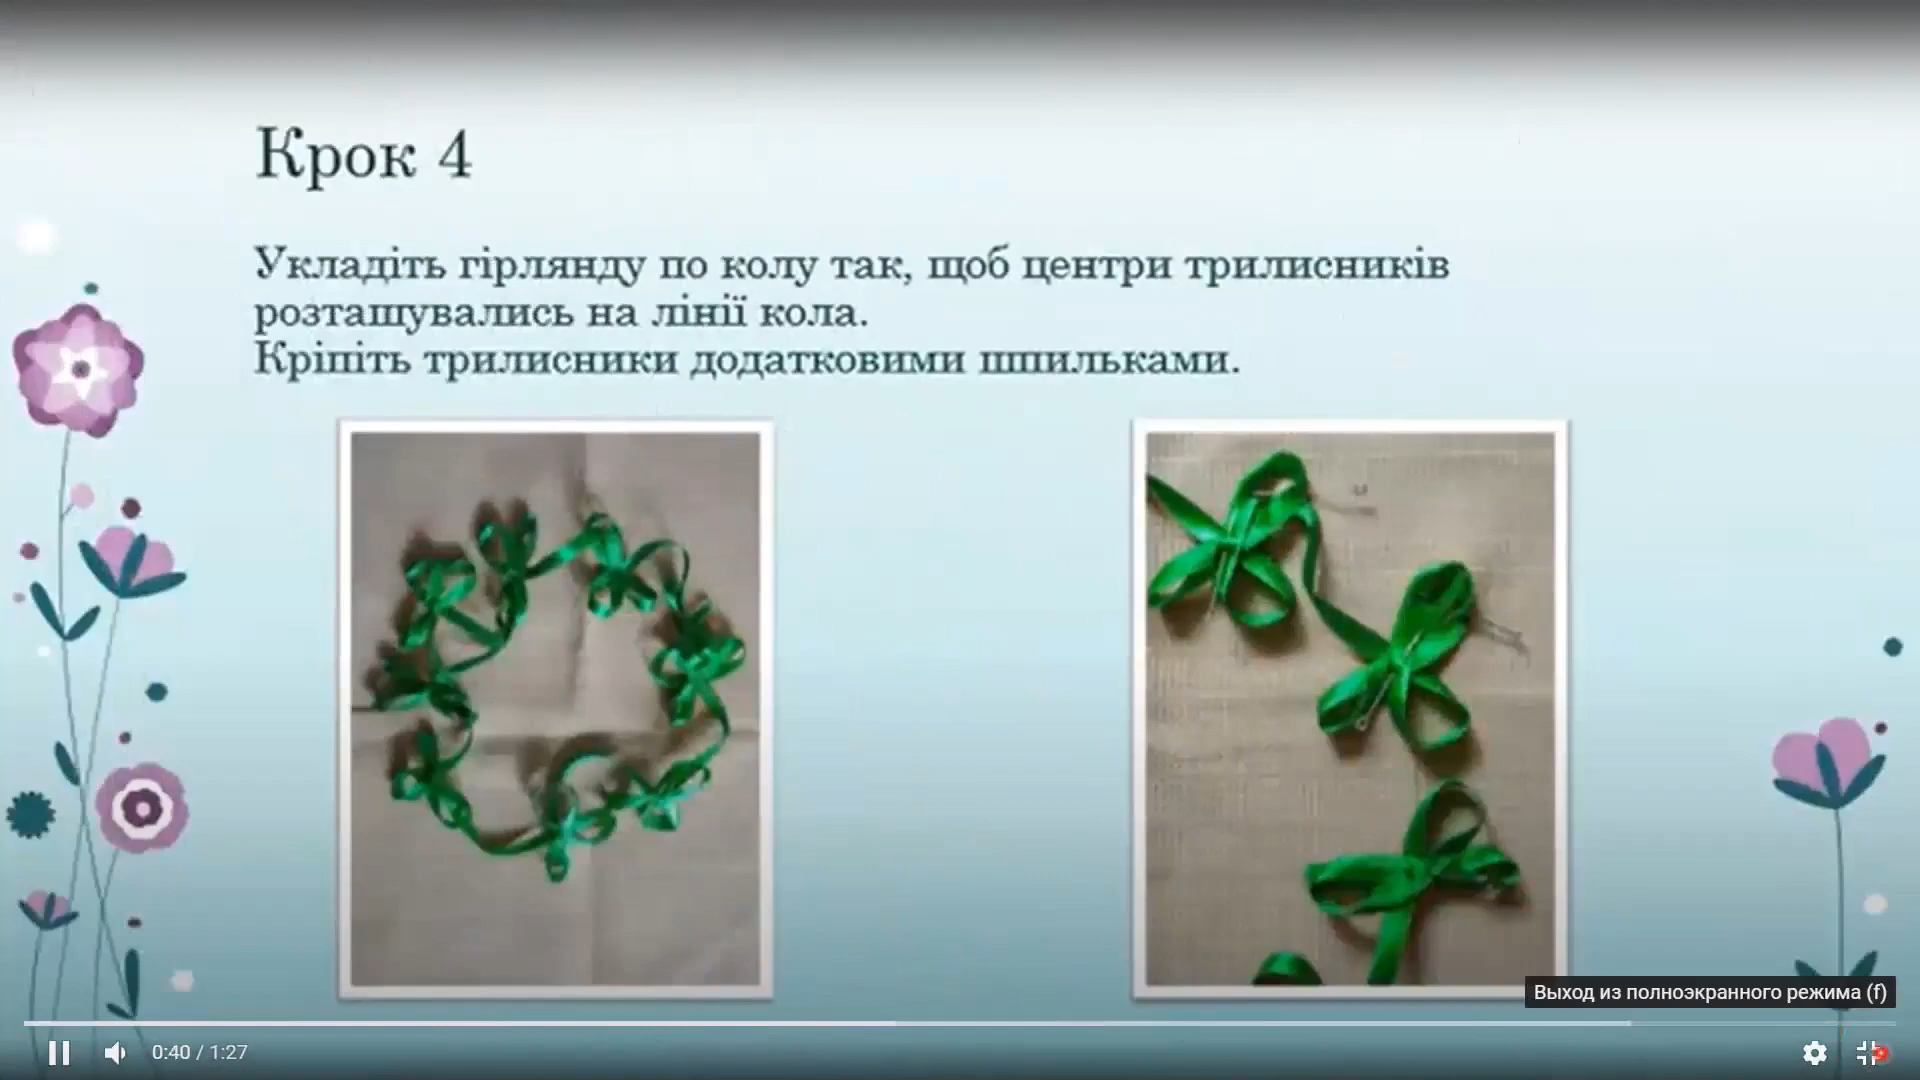 Крок 4
Укладіть гірлянду по колу так, щоб центри трилисників
розташувались на лінії кола.
Кріпіть трилисники додатковими шпильками.
Выход из полноэкранного режима (f)
0:40 / 1:27